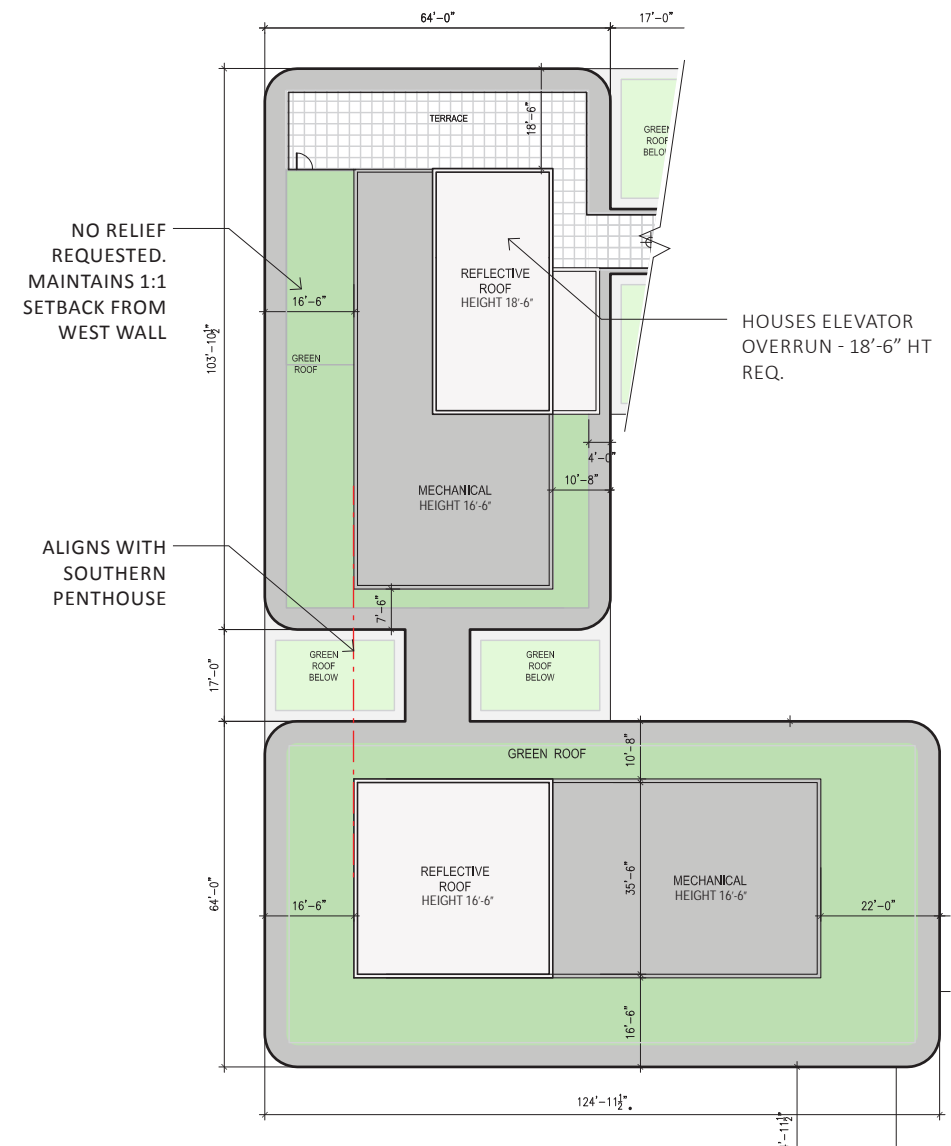 64'-0"
17'-0"
TERRACE
18'-6"
GREEN
ROOF
BELOW
NO RELIEF
REQUESTED.
MAINTAINS 1:1
SETBACK FROM
WEST WALL
16'-6"
103'-10½"
GREEN
ROOF
REFLECTIVE
ROOF
HEIGHT 18'-6"
HOUSES ELEVATOR
OVERRUN - 18'-6" HT
REQ.
4'-0"
10'-8"
MECHANICAL
HEIGHT 16'-6"
ALIGNS WITH
SOUTHERN
PENTHOUSE
7'-6"
17'-0"
GREEN
ROOF
BELOW
GREEN
ROOF
BELOW
GREEN ROOF
10'-8"
REFLECTIVE
ROOF
HEIGHT 16'-6"
35'-6"
MECHANICAL
HEIGHT 16'-6"
64'-0"
16'-6"
22'-0"
16'-6"
124'-11½"